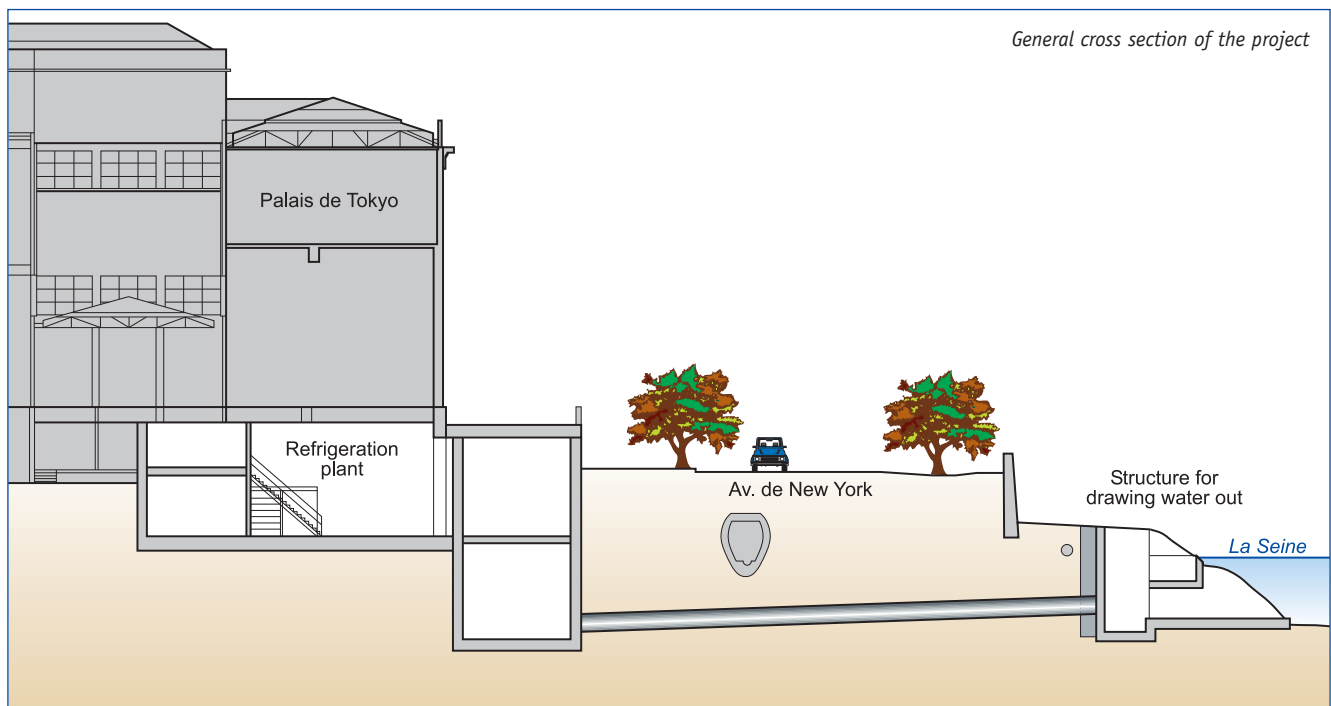 General cross section of the project
Palais de Tokyo
Refrigeration
plant
Av. de New York
Structure for
drawing water out
La Seine